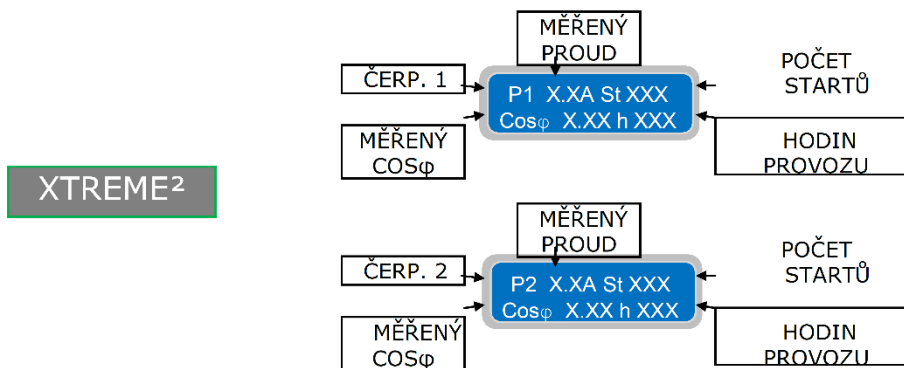 MĚŘENÝ
PROUD
ČERP. 1
POČET
STARTŮ
P1 X.XA St XXX
Cosφ X.XX h XXX
MĚŘENÝ
COSφ
HODIN
PROVOZU
XTREME²
MĚŘENÝ
PROUD
ČERP. 2
POČET
STARTŮ
P2 X.XA St XXX
Cosφ X.XX h XXX
MĚŘENÝ
COSφ
HODIN
PROVOZU